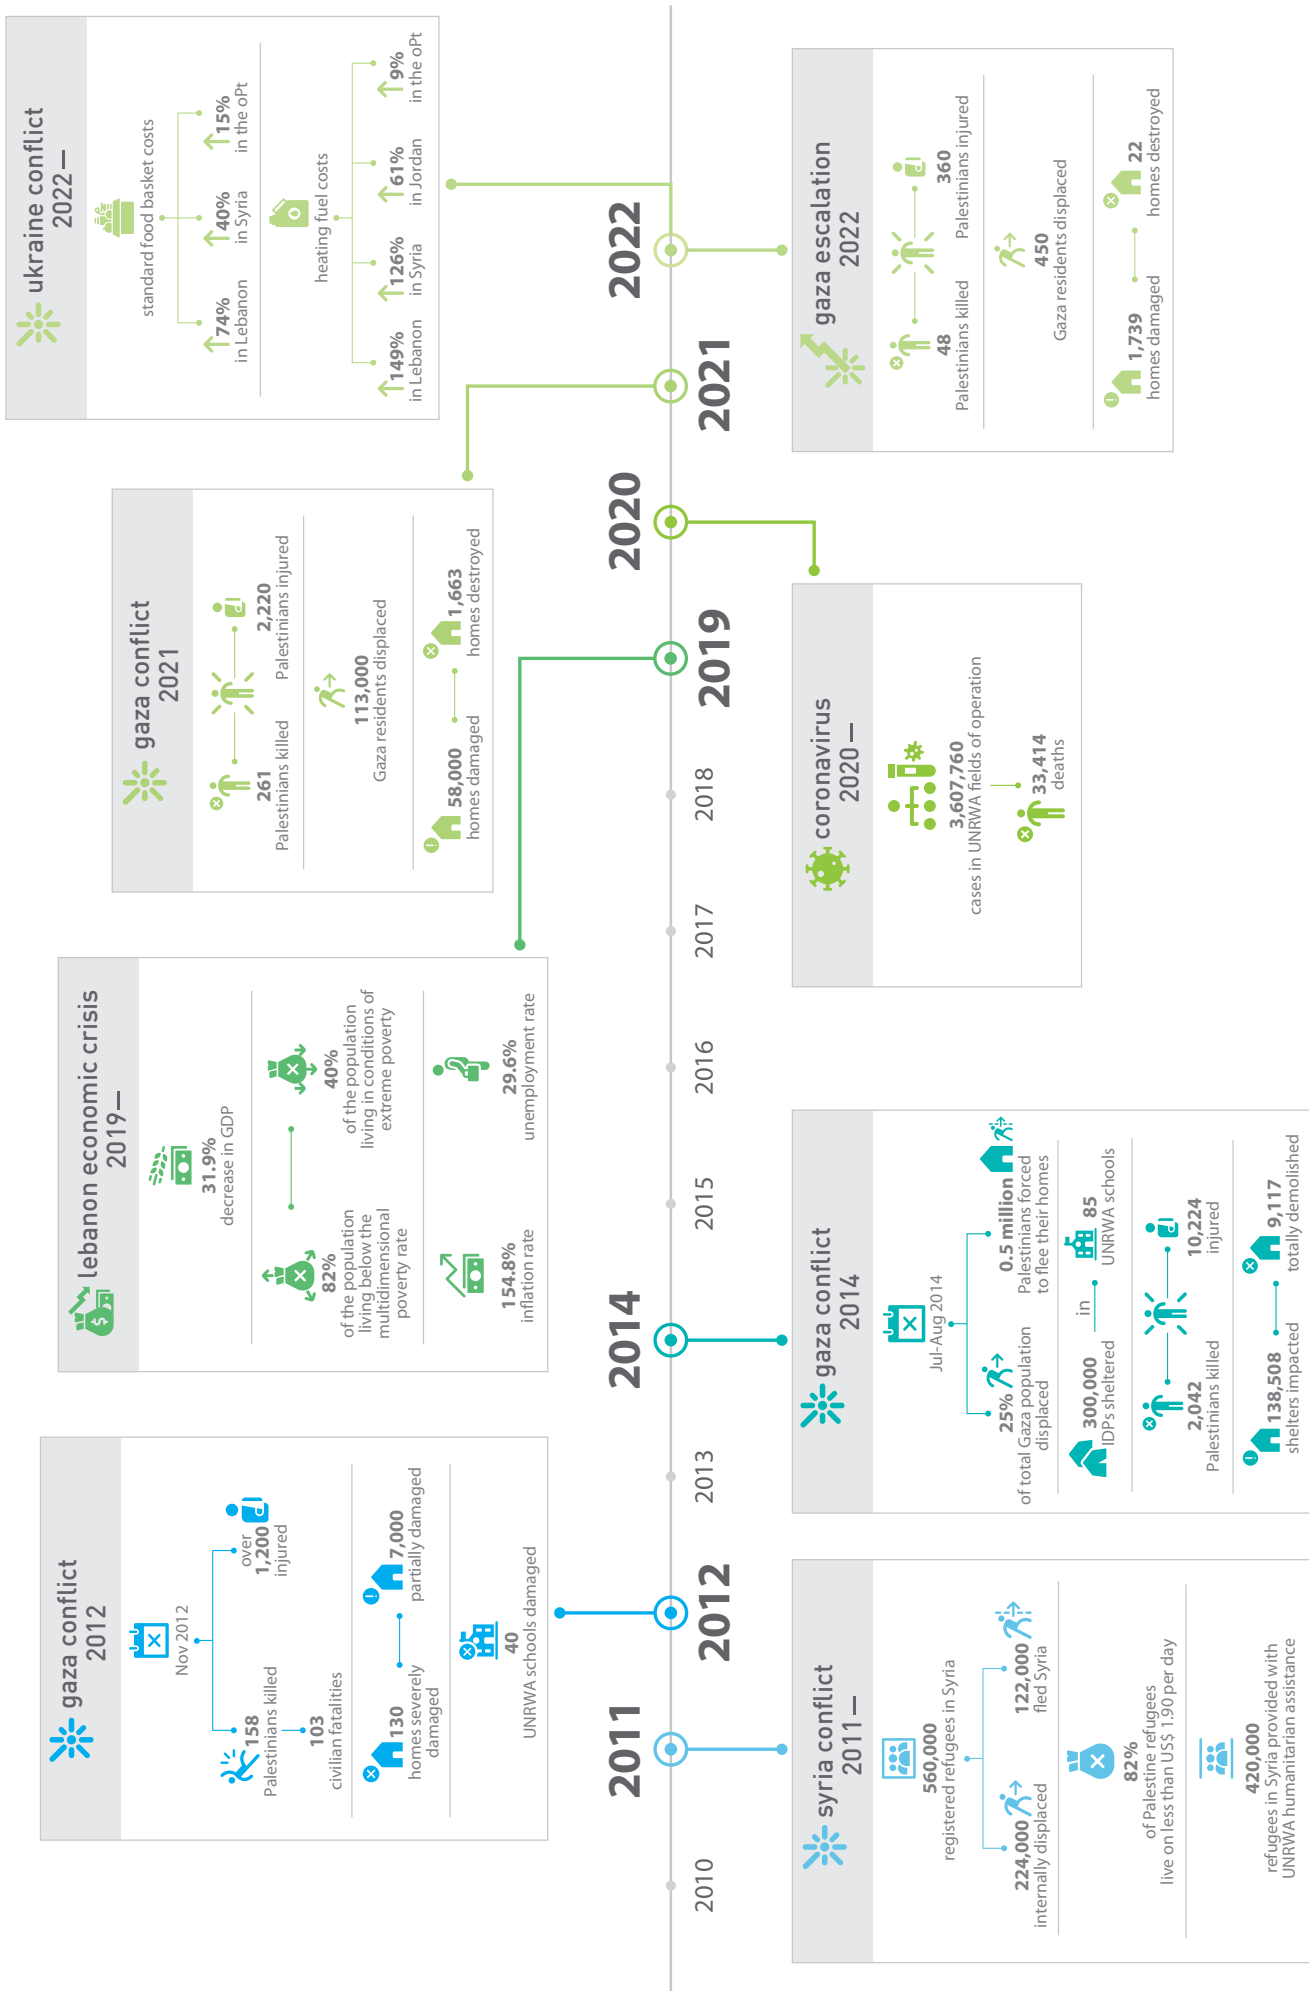 gaza conflict
2012
Nov 2012
158
Palestinians killed
103
civilian fatalities
over
1,200
injured
130
homes severely
damaged
7,000
partially damaged
40
UNRWA schools damaged
lebanon economic crisis
2019—
31.9%
decrease in GDP
82%
of the population
living below the
multidimensional
poverty rate
40%
of the population
living in conditions of
extreme poverty
154.8%
inflation rate
29.6%
unemployment rate
gaza conflict
2021
261
Palestinians killed
2,220
Palestinians injured
113,000
Gaza residents displaced
58,000
homes damaged
1,663
homes destroyed
ukraine conflict
2022—
standard food basket costs
74%
in Lebanon
40%
in Syria
15%
in the oPt
heating fuel costs
149%
in Lebanon
126%
in Syria
61%
in Jordan
9%
in the oPt
2010
2011
2012
2013
2014
2015
2016
2017
2018
2019
2020
2021
2022
syria conflict
2011—
560,000
registered refugees in Syria
224,000
internally displaced
122,000
fled Syria
82%
of Palestine refugees
live on less than US$ 1.90 per day
420,000
refugees in Syria provided with
UNRWA humanitarian assistance
gaza conflict
2014
Jul-Aug 2014
25%
of total Gaza population
displaced
0.5 million
Palestinians forced
to flee their homes
300,000
IDPs sheltered
in
85
UNRWA schools
2,042
Palestinians killed
10,224
injured
138,508
shelters impacted
9,117
totally demolished
coronavirus
2020—
3,607,760
cases in UNRWA fields of operation
33,414
deaths
gaza escalation
2022
48
Palestinians killed
360
Palestinians injured
450
Gaza residents displaced
1,739
homes damaged
22
homes destroyed